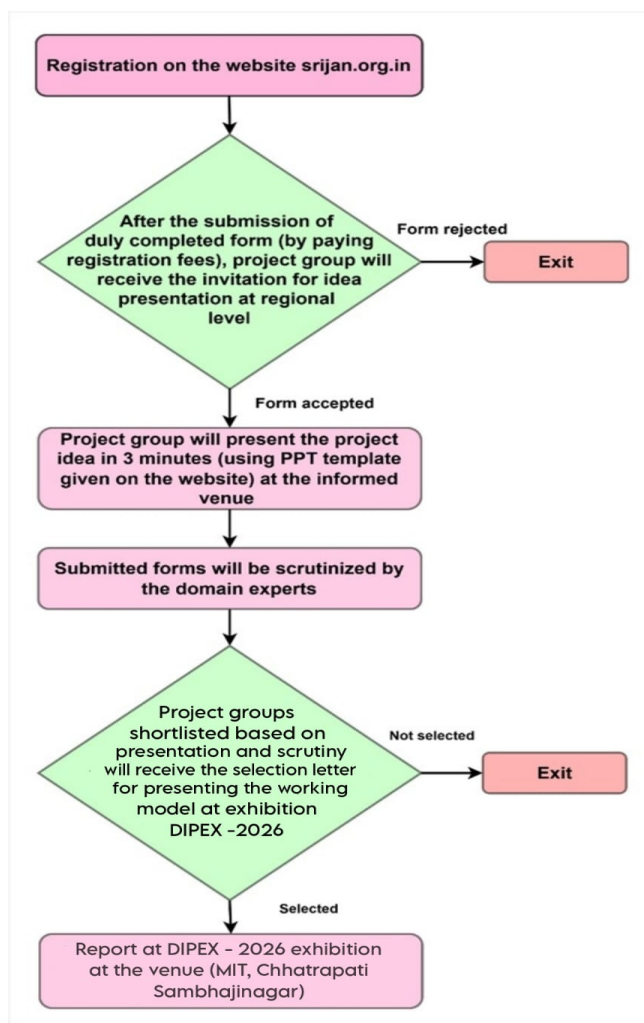 Registration on the website srijan.org.in
After the submission of
duly completed form (by paying
registration fees), project group will
receive the invitation for idea
presentation at regional
level
Form rejected
Exit
Form accepted
Project group will present the project
idea in 3 minutes (using PPT template
given on the website) at the informed
venue
Submitted forms will be scrutinized by
the domain experts
Project groups
shortlisted based on
presentation and scrutiny
will receive the selection letter
for presenting the working
model at exhibition
DIPEX -2026
Not selected
Exit
Selected
Report at DIPEX - 2026 exhibition
at the venue (MIT, Chhatrapati
Sambhajinagar)